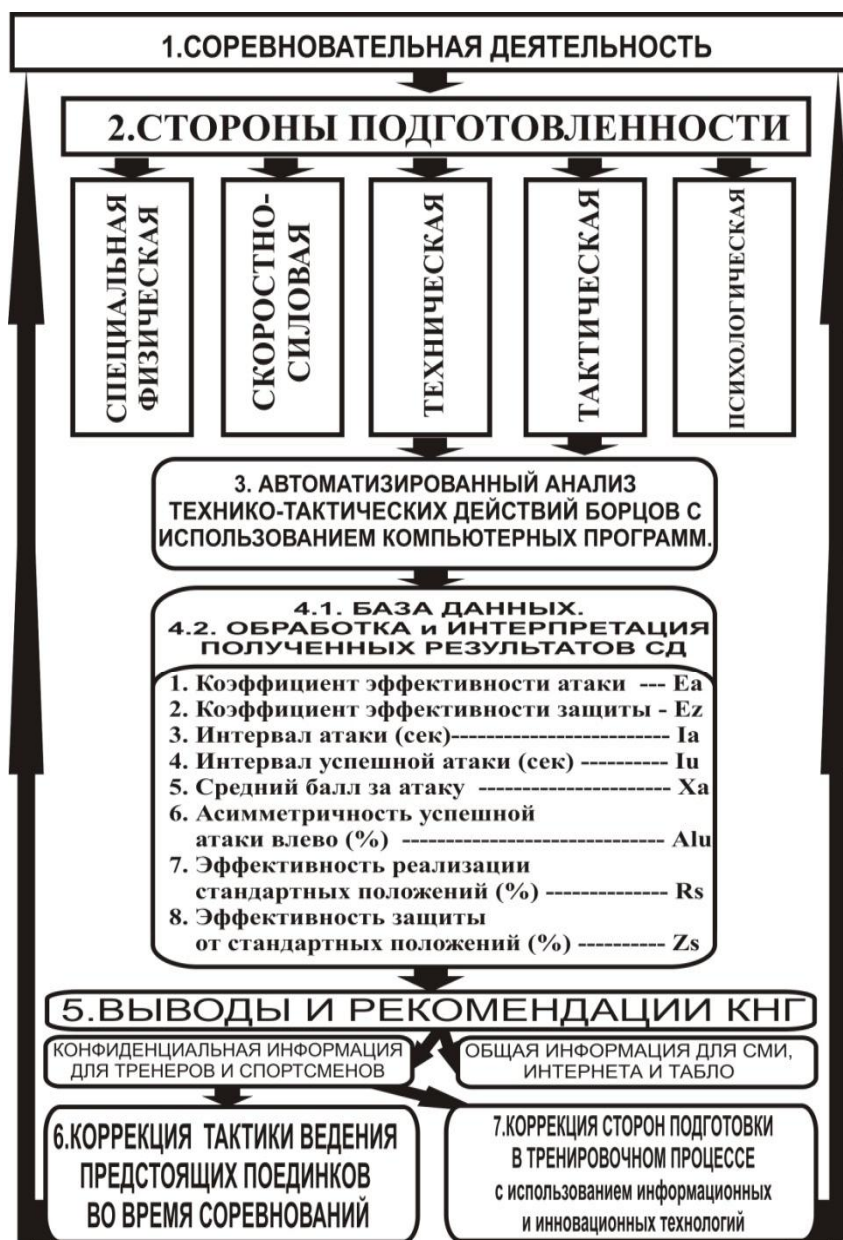 1.СОРЕВНОВАТЕЛЬНАЯ ДЕЯТЕЛЬНОСТЬ
2.СТОРОНЫ ПОДГОТОВЛЕННОСТИ
СПЕЦИАЛЬНАЯ
ФИЗИЧЕСКАЯ
СКОРОСТНО-
СИЛОВАЯ
ТЕХНИЧЕСКАЯ
ТАКТИЧЕСКАЯ
ПСИХОЛОГИЧЕСКАЯ
3. АВТОМАТИЗИРОВАННЫЙ АНАЛИЗ
ТЕХНИКО-ТАКТИЧЕСКИХ ДЕЙСТВИЙ БОРЦОВ С
ИСПОЛЬЗОВАНИЕМ КОМПЬЮТЕРНЫХ ПРОГРАММ.
4.1. БАЗА ДАННЫХ.
4.2. ОБРАБОТКА и ИНТЕРПРЕТАЦИЯ
ПОЛУЧЕННЫХ РЕЗУЛЬТАТОВ СД
1. Коэффициент эффективности атаки --- Ea
2. Коэффициент эффективности защиты - Ez
3. Интервал атаки (сек)-------------------------- Ia
4. Интервал успешной атаки (сек) ---------- Iu
5. Средний балл за атаку --------------------- Xa
6. Асимметричность успешной
атаки влево (%) ------------------------------- Alu
7. Эффективность реализации
стандартных положений (%) -------------- Rs
8. Эффективность защиты
от стандартных положений (%) ---------- Zs
5.ВЫВОДЫ И РЕКОМЕНДАЦИИ КНГ
КОНФИДЕНЦИАЛЬНАЯ ИНФОРМАЦИЯ
ДЛЯ ТРЕНЕРОВ И СПОРТСМЕНОВ
ОБЩАЯ ИНФОРМАЦИЯ ДЛЯ СМИ,
ИНТЕРНЕТА И ТАБЛО
6.КОРРЕКЦИЯ ТАКТИКИ ВЕДЕНИЯ
ПРЕДСТОЯЩИХ ПОЕДИНКОВ
ВО ВРЕМЯ СОРЕВНОВАНИЙ
7.КОРРЕКЦИЯ СТОРОН ПОДГОТОВКИ
В ТРЕНИРОВОЧНОМ ПРОЦЕССЕ
с использованием информационных
и инновационных технологий